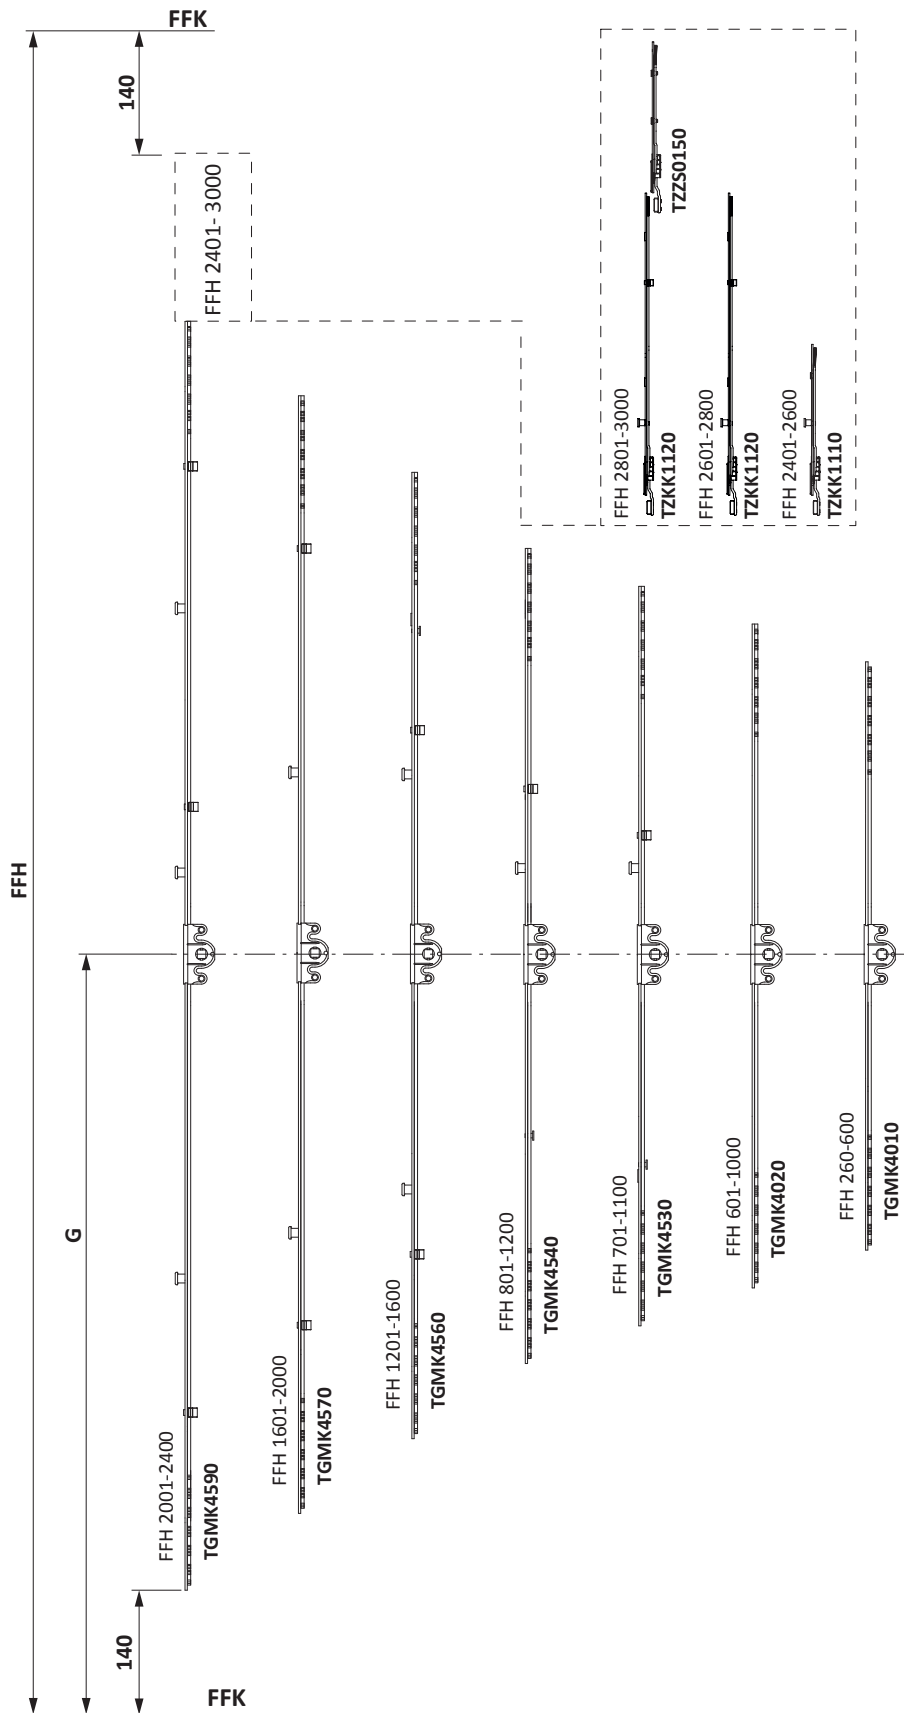 FFK
140
FFH 2401- 3000
TZZS0150
FFH 2801-3000
TZKK1120
FFH 2601-2800
TZKK1120
FFH 2401-2600
TZKK1110
FFH
G
FFH 2001-2400
TGMK4590
FFH 1601-2000
TGMK4570
FFH 1201-1600
TGMK4560
FFH 801-1200
TGMK4540
FFH 701-1100
TGMK4530
FFH 601-1000
TGMK4020
FFH 260-600
TGMK4010
140
FFK